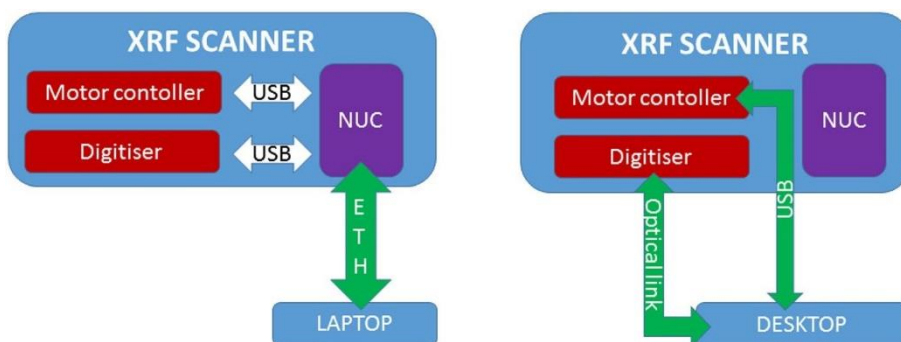 XRF SCANNER
Motor contoller
USB
NUC
Digitiser
USB
ETH
LAPTOP
XRF SCANNER
Motor contoller
NUC
Digitiser
USB
Optical link
DESKTOP